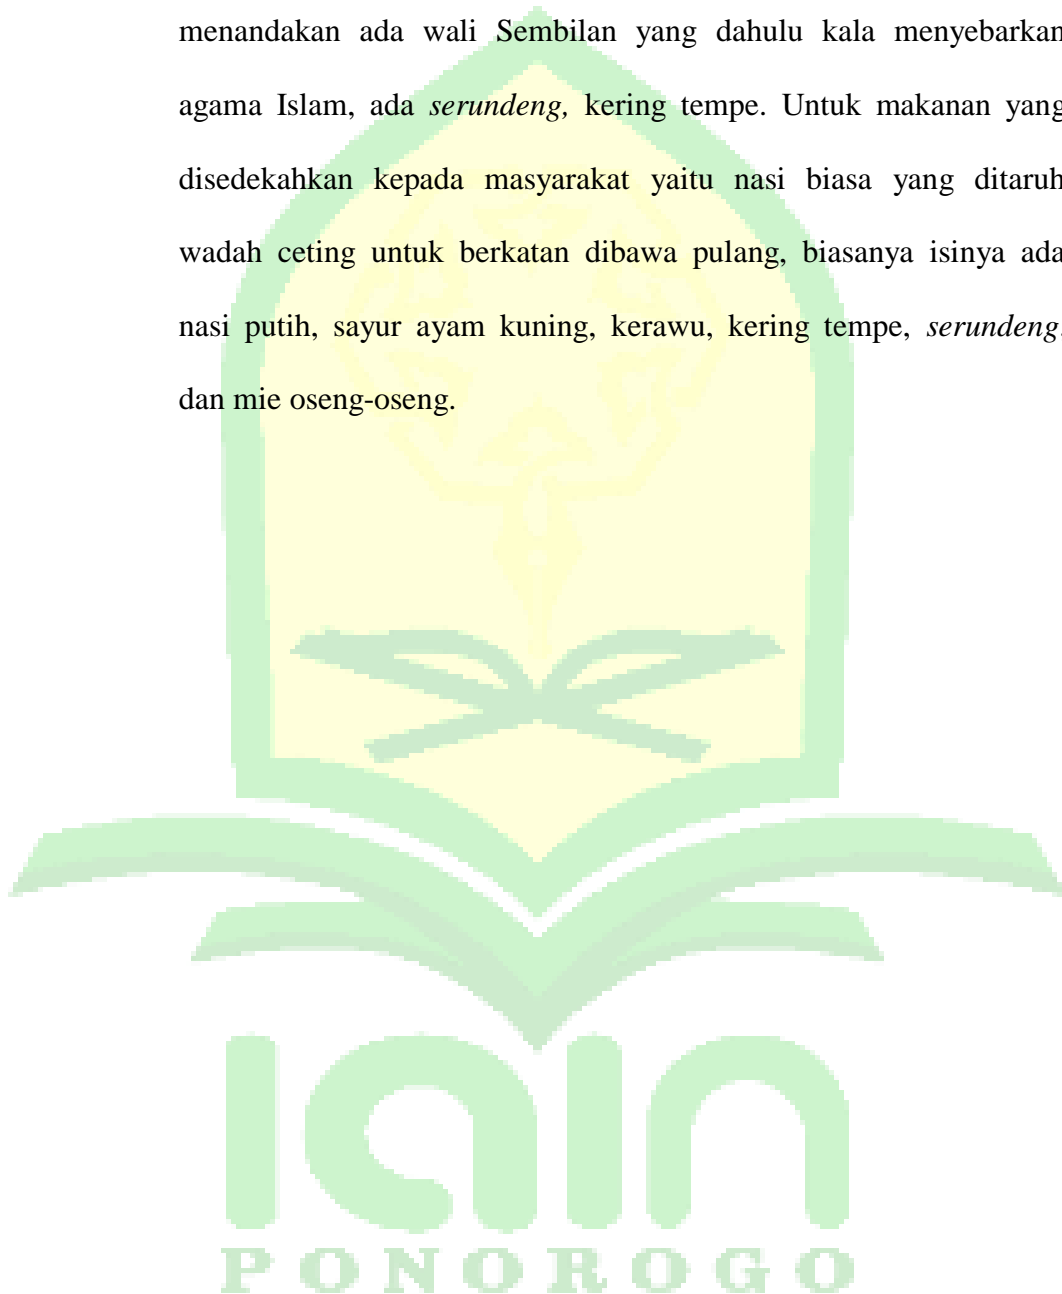 menandakan ada wali Sembilan yang dahulu kala menyebarkan
agama Islam, ada serundeng, kering tempe. Untuk makanan yang
disedekahkan kepada masyarakat yaitu nasi biasa yang ditaruh
wadah ceting untuk berkatan dibawa pulang, biasanya isinya ada
nasi putih, sayur ayam kuning, kerawu, kering tempe, serundeng.
dan mie oseng-oseng.
iain
PONOROGO